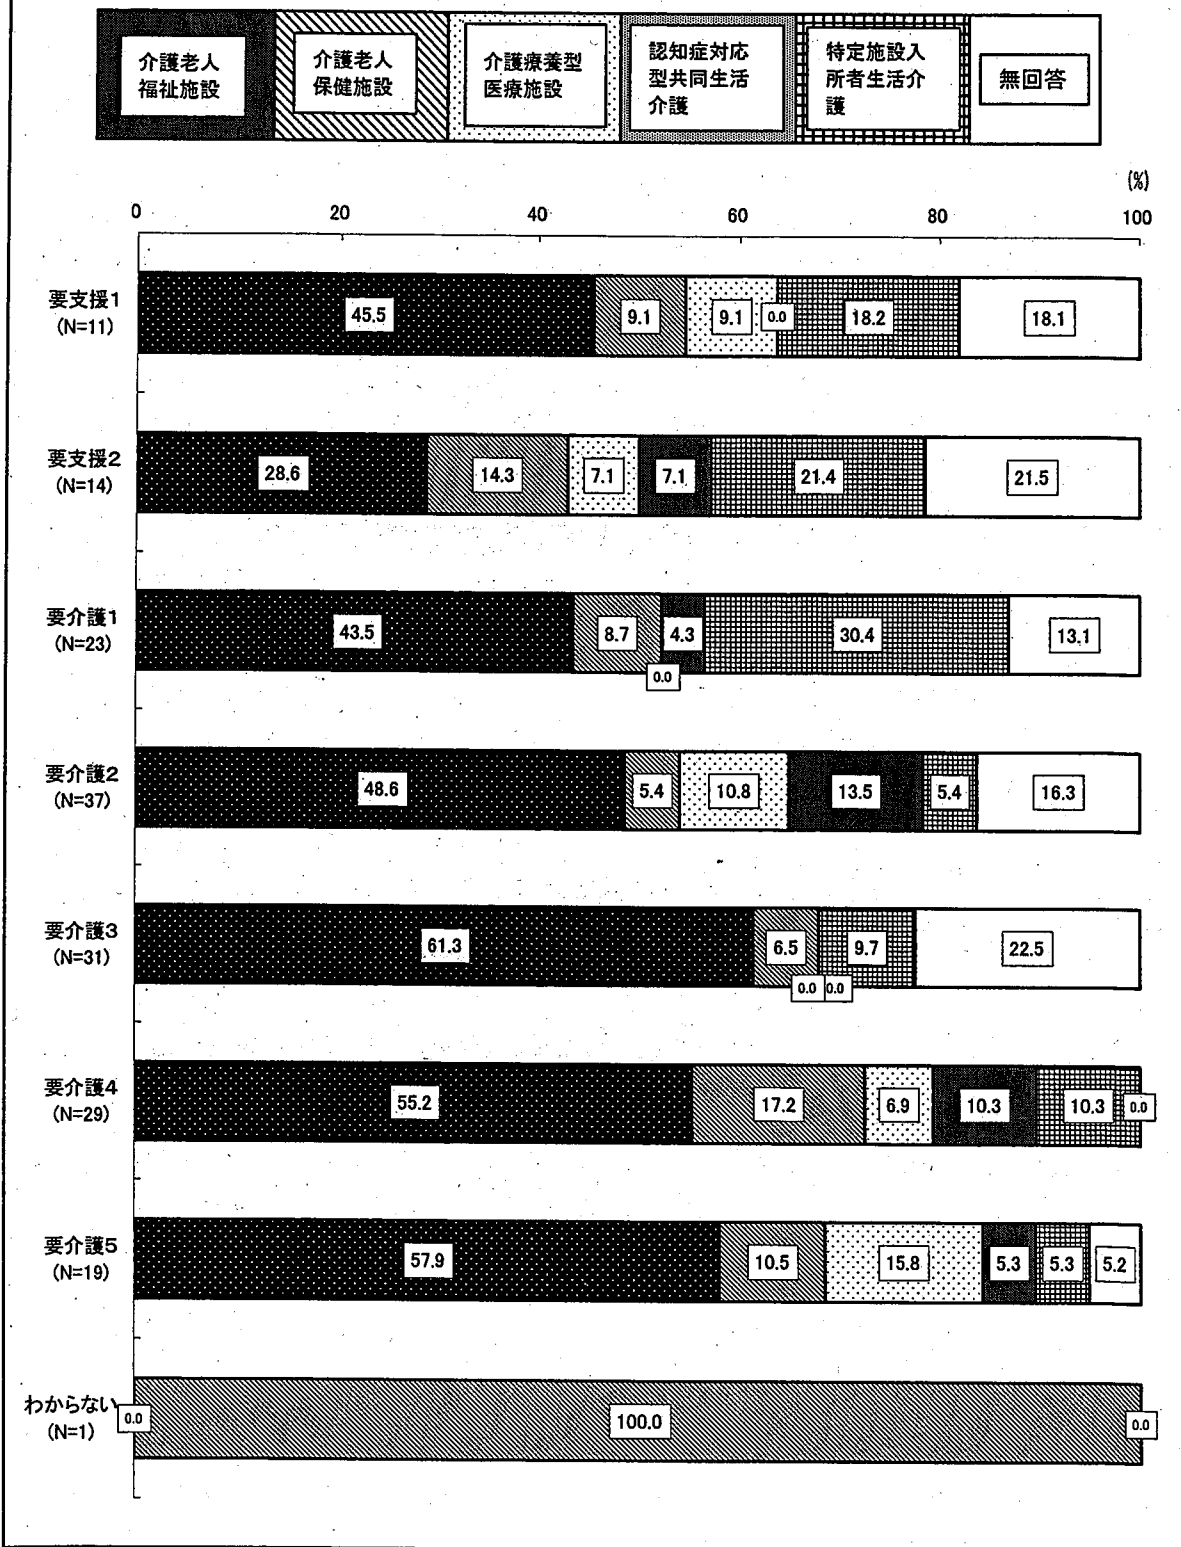 介護老人
福祉施設
介護老人
保健施設
介護療養型
医療施設
認知症対応
型共同生活
介護
特定施設入
所者生活介
護
無回答
(%)
0 20 40 60 80 100
要支援1
(N=11)
45.5 9.1 9.1 0.0 18.2 18.1
要支援2
(N=14)
28.6 14.3 7.1 7.1 21.4 21.5
要介護1
(N=23)
43.5 8.7 4.3 30.4 13.1
0.0
要介護2
(N=37)
48.6 5.4 10.8 13.5 5.4 16.3
要介護3
(N=31)
61.3 6.5 9.7 22.5
0.0 0.0
要介護4
(N=29)
55.2 17.2 6.9 10.3 10.3 0.0
要介護5
(N=19)
57.9 10.5 15.8 5.3 5.3 5.2
わからない
(N=1)
0.0 100.0 0.0